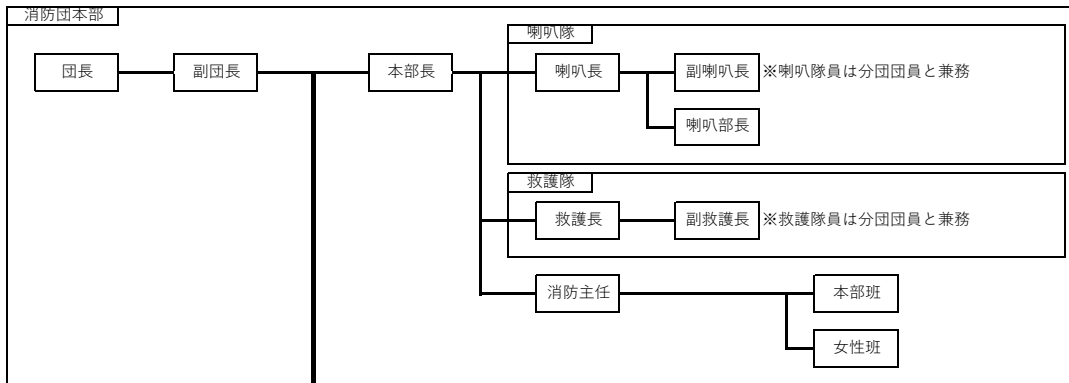 消防団本部
喇叭隊
団長
副団長
本部長
喇叭長
副喇叭長
※喇叭隊員は分団団員と兼務
喇叭部長
救護隊
救護長
副救護長
※救護隊員は分団団員と兼務
消防主任
本部班
女性班